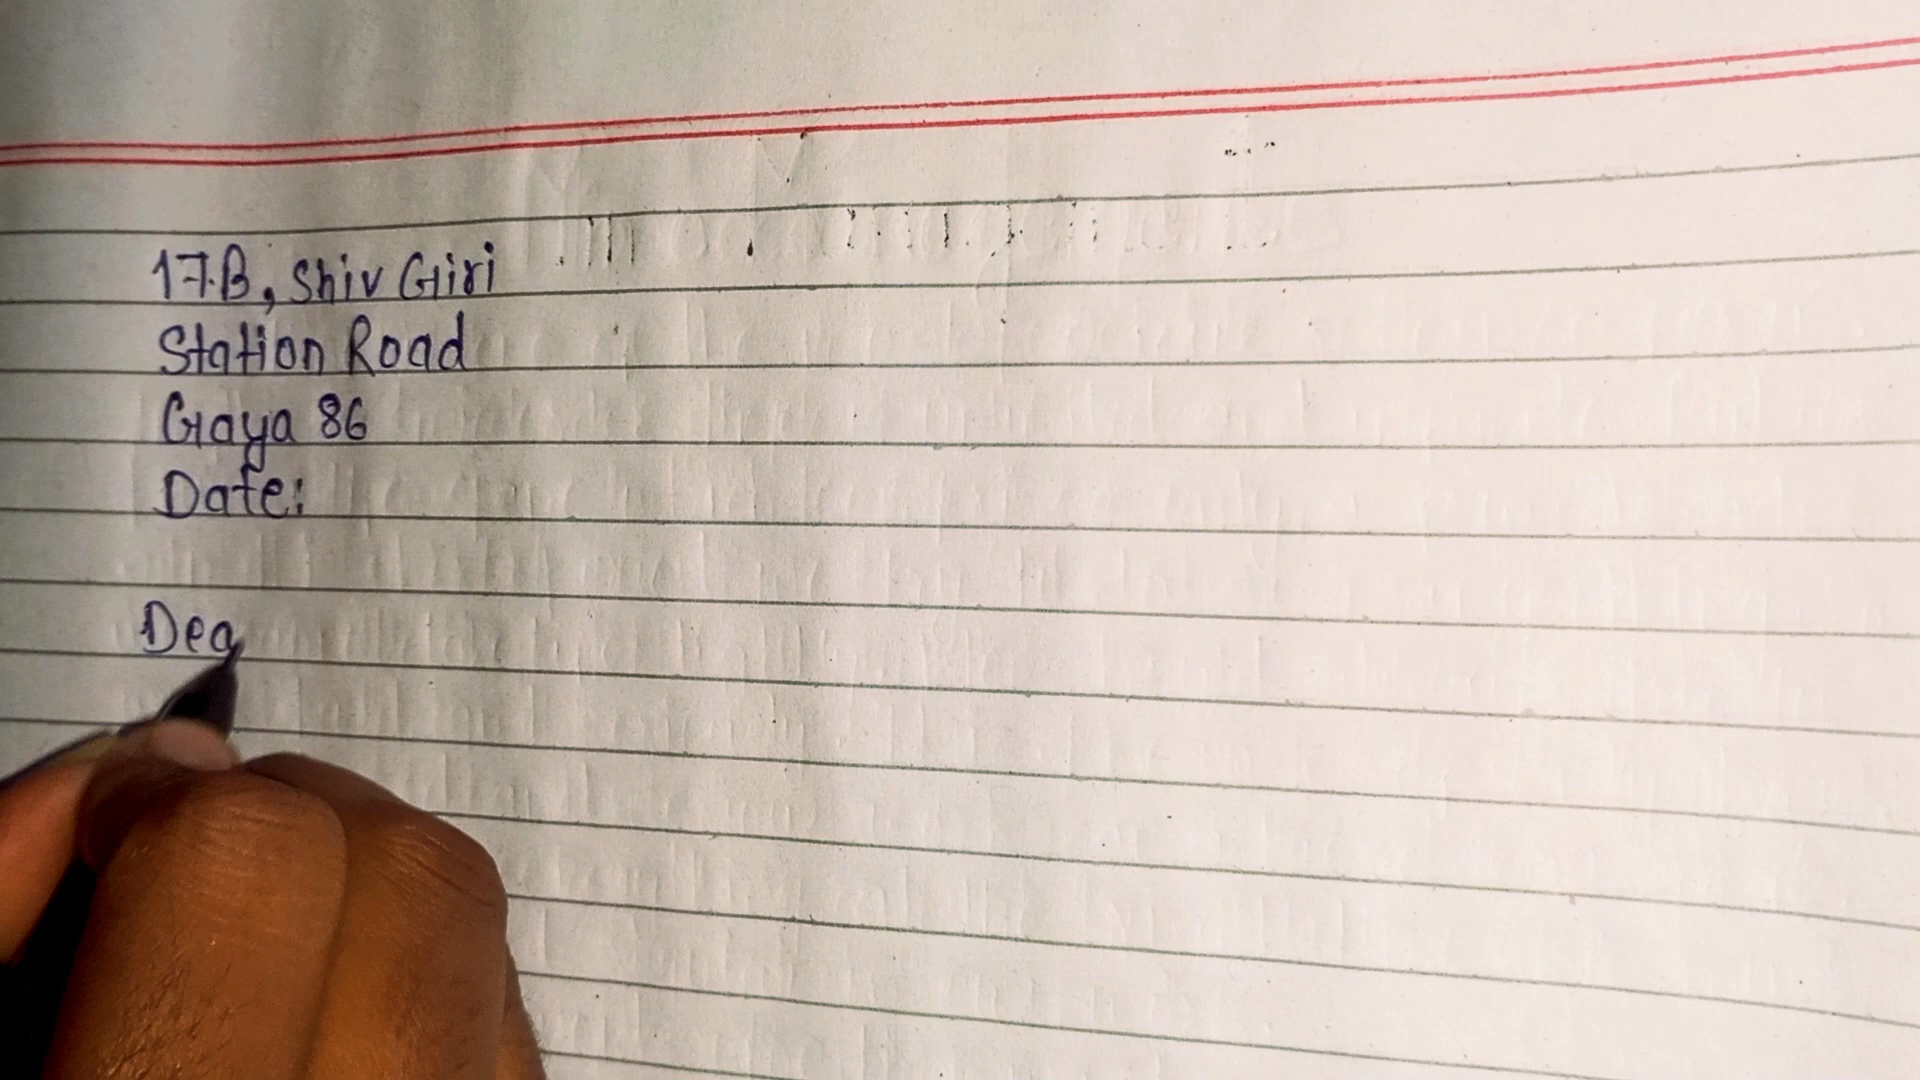 17.B, Shiv Giri
Station Road
Gaya 86
Date:
Dea